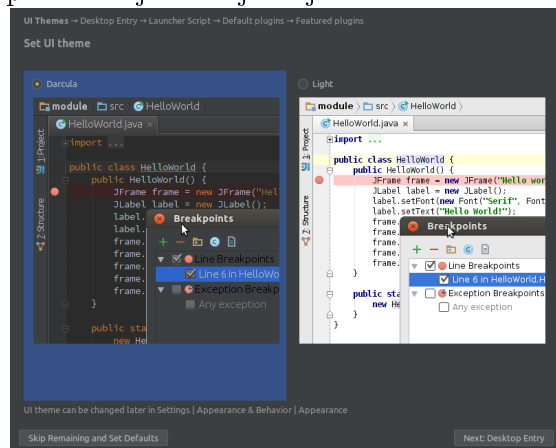 UI Themes → Desktop Entry → Launcher Script → Default plugins → Featured plugins
Set UI theme
Darcula
module src HelloWorld
HelloWorld.java ×
1: Project
7: Structure
import ...
public class HelloWorld {
public HelloWorld() {
JFrame frame = new JFrame("Hel
JLabel label = new JLabel();
label.
label.
frame.
frame.
frame.
frame.
}
public sta
new He
Breakpoints
Line Breakpoints
Line 6 in HelloWo
Exception Breakp
Any exception
Light
module src HelloWorld
HelloWorld.java ×
1: Project
7: Structure
import ...
public class HelloWorld {
public HelloWorld() {
JFrame frame = new JFrame("Hello wor
JLabel label = new JLabel();
label.setFont(new Font("Serif", Font
label.setText("Hello World!");
frame.
frame.
frame.
frame.
}
public sta
new He
}
}
Breakpoints
Line Breakpoints
Line 6 in HelloWorld.H
Exception Breakpoints
Any exception
UI theme can be changed later in Settings | Appearance & Behavior | Appearance
Skip Remaining and Set Defaults
Next: Desktop Entry